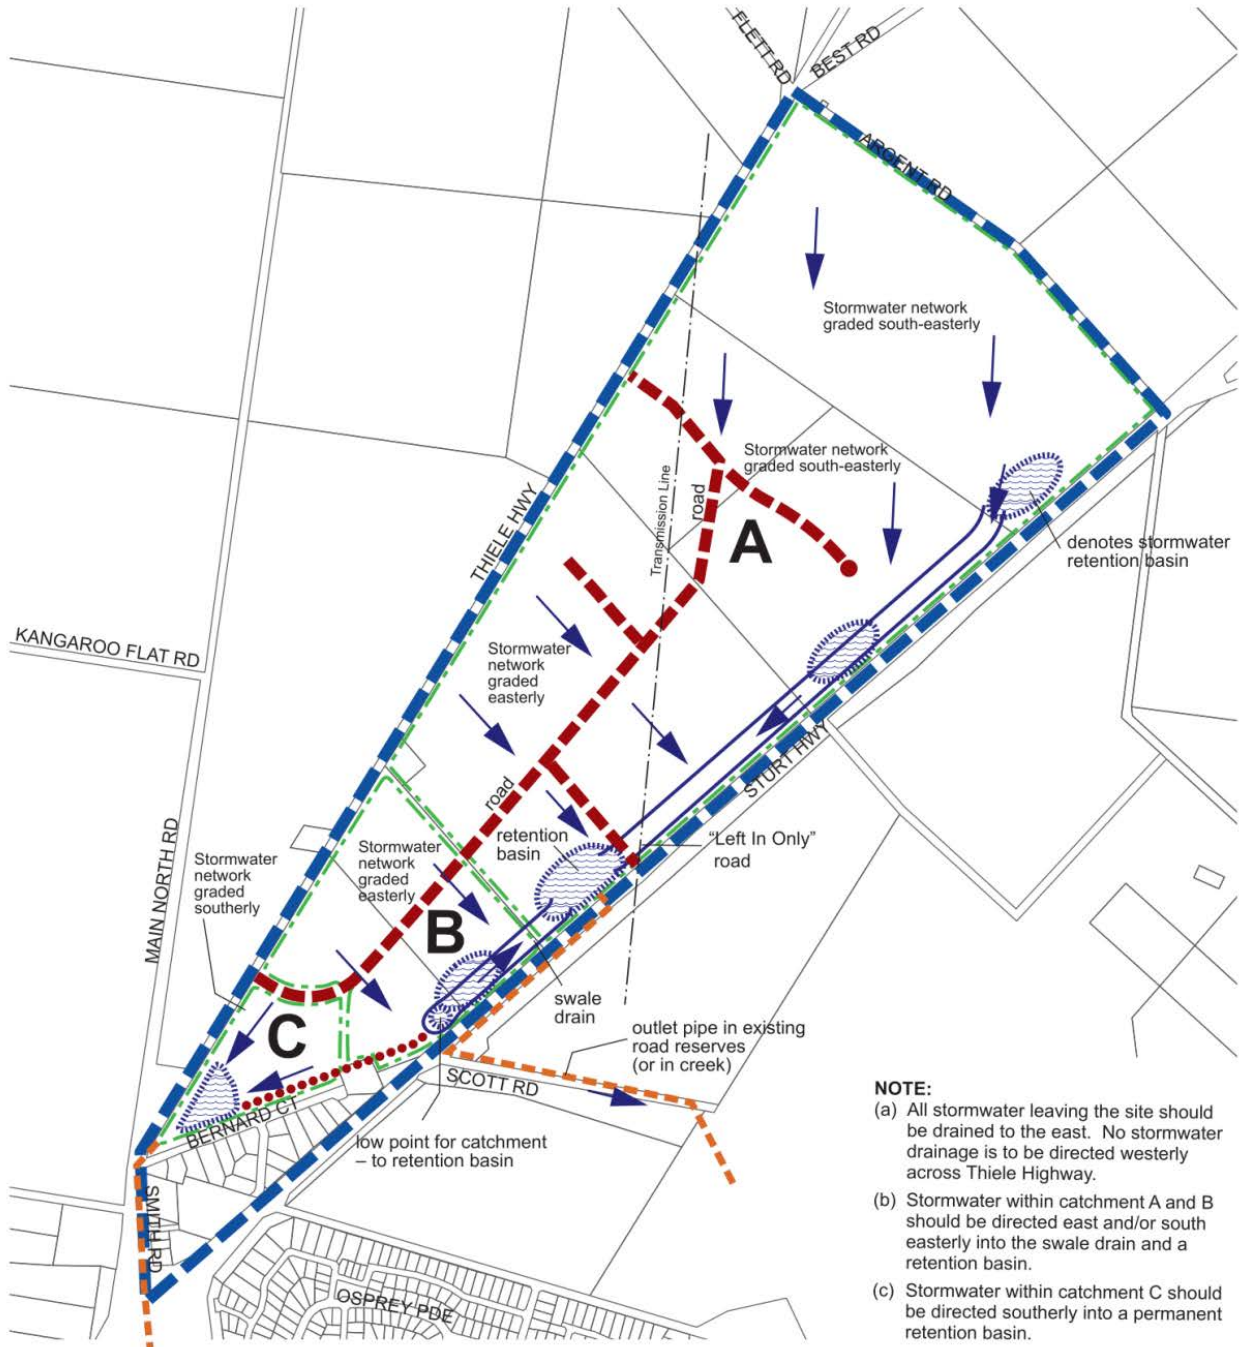 FLETT RD
BEST RD
ARGENT RD
Stormwater network
graded south-easterly
Stormwater network
graded south-easterly
THIELE HWY
Transmission Line
road
A
denotes stormwater
retention basin
KANGAROO FLAT RD
Stormwater
network
graded
easterly
STURT HWY
road
MAIN NORTH RD
Stormwater
network
graded
southerly
Stormwater
network
graded
easterly
retention
basin
"Left In Only"
road
B
swale
drain
C
outlet pipe in existing
road reserves
(or in creek)
SCOTT RD
BERNARD CT
low point for catchment
– to retention basin
SMITH RD
OSPREY PDE
NOTE:
(a) All stormwater leaving the site should
be drained to the east. No stormwater
drainage is to be directed westerly
across Thiele Highway.
(b) Stormwater within catchment A and B
should be directed east and/or south
easterly into the swale drain and a
retention basin.
(c) Stormwater within catchment C should
be directed southerly into a permanent
retention basin.